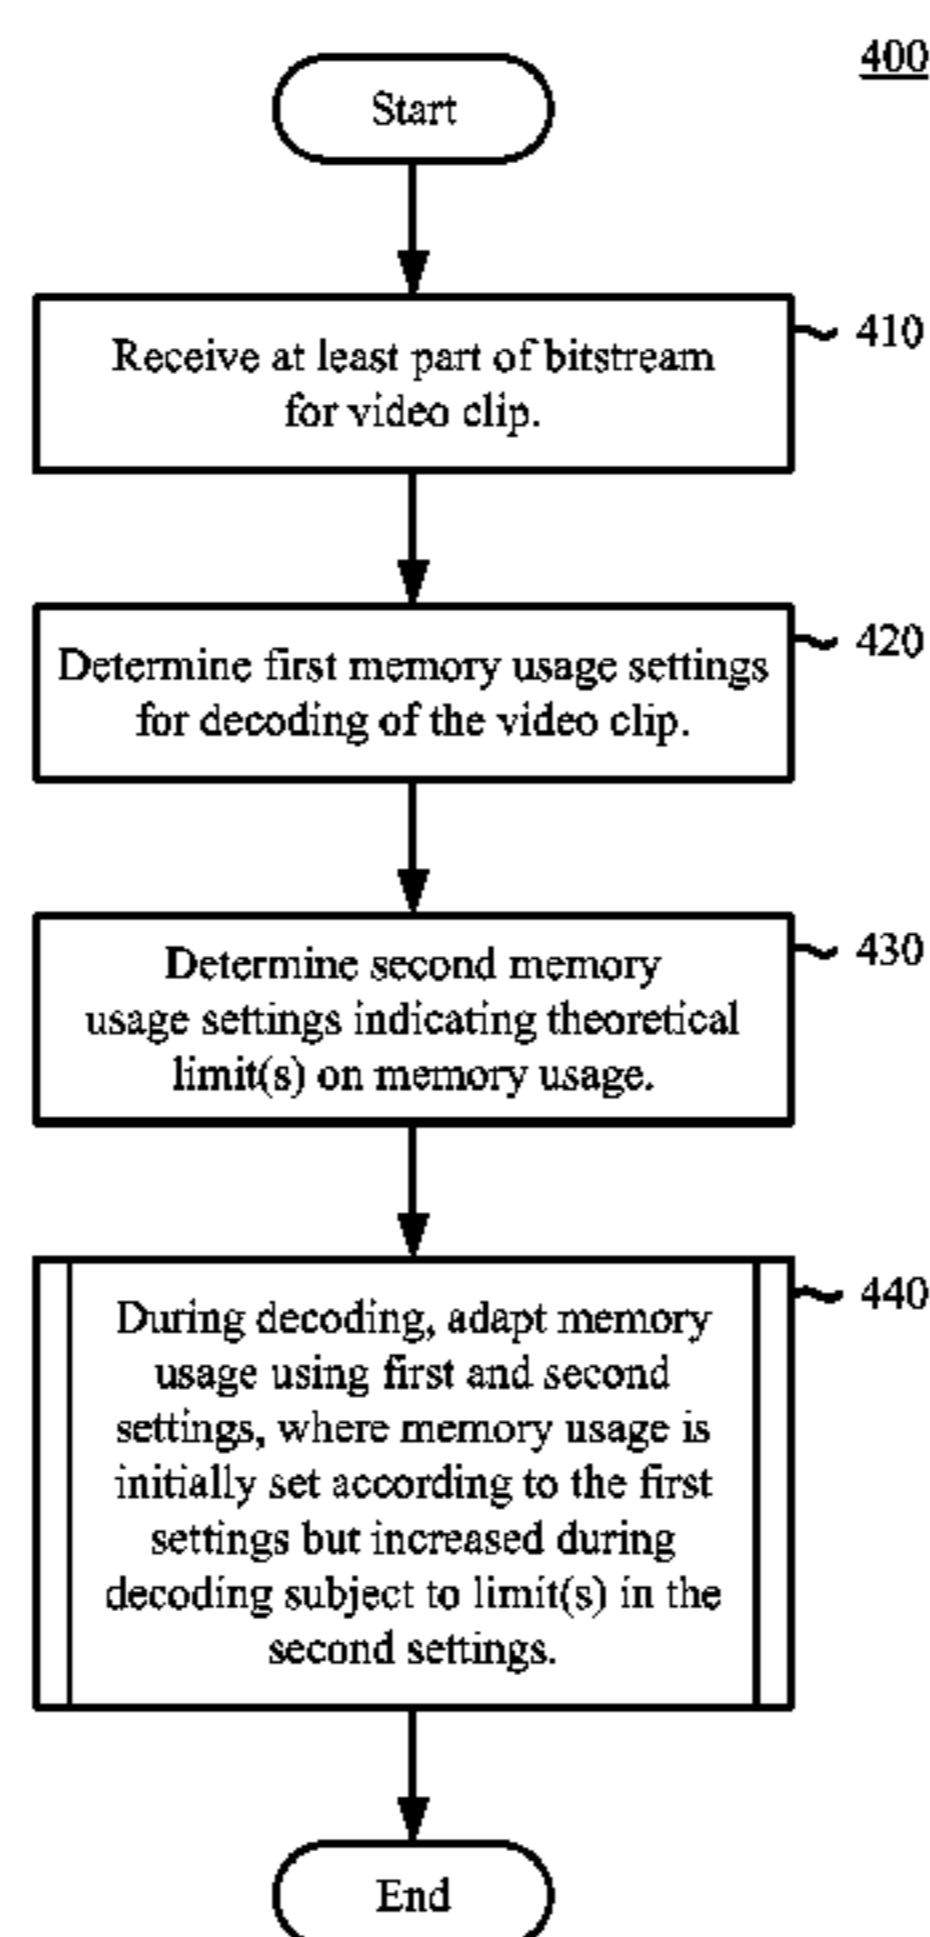 400
Start
Receive at least part of bitstream
for video clip.
410
Determine first memory usage settings
for decoding of the video clip.
420
Determine second memory
usage settings indicating theoretical
limit(s) on memory usage.
430
During decoding, adapt memory
usage using first and second
settings, where memory usage is
initially set according to the first
settings but increased during
decoding subject to limit(s) in the
second settings.
440
End